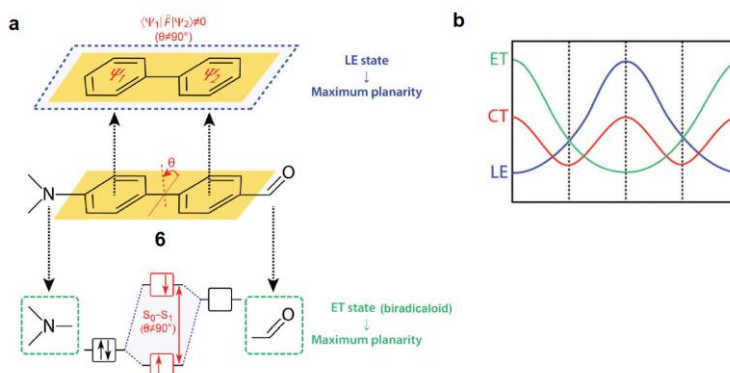 a
⟨Ψ₁|F̂|Ψ₂⟩≠0
(θ≠90°)
Ψ₁
Ψ₂
LE state
↓
Maximum planarity
θ
N
O
6
S₀-S₁
(θ≠90°)
N
O
ET state (biradicaloid)
↓
Maximum planarity
b
ET
CT
LE